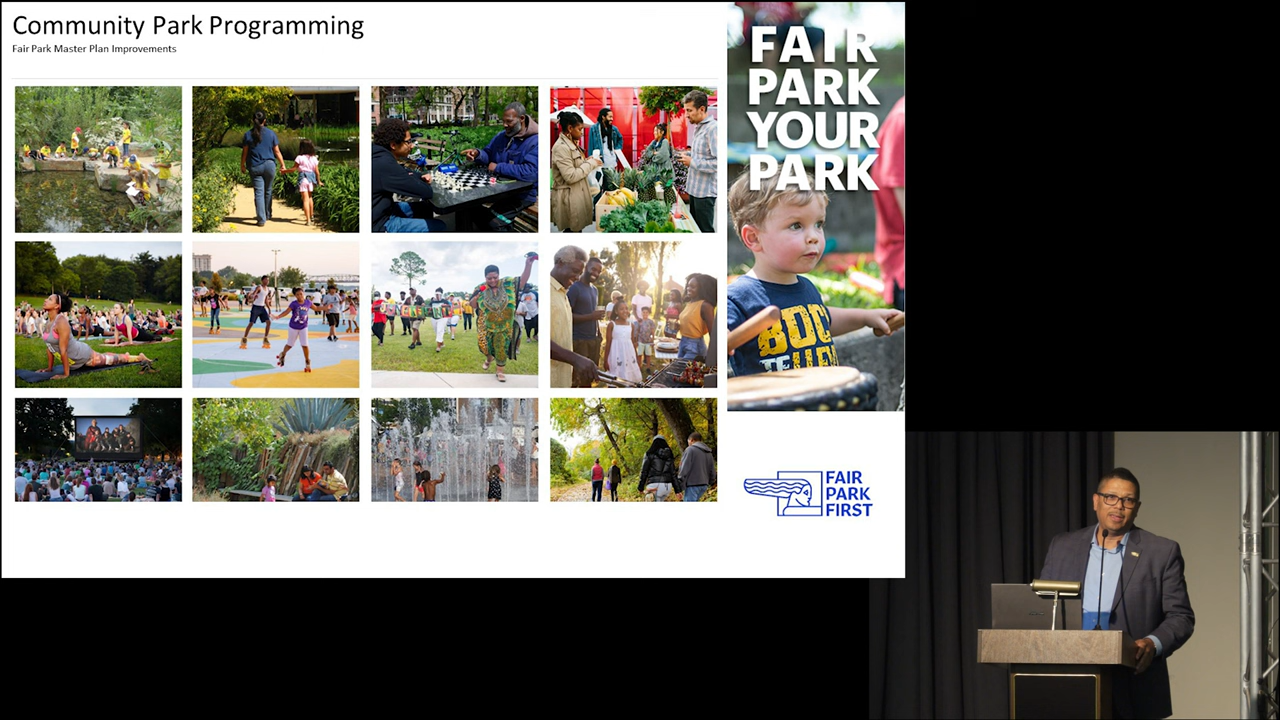 Community Park Programming
Fair Park Master Plan Improvements
FAIR
PARK
YOUR
PARK
FAIR
PARK
FIRST